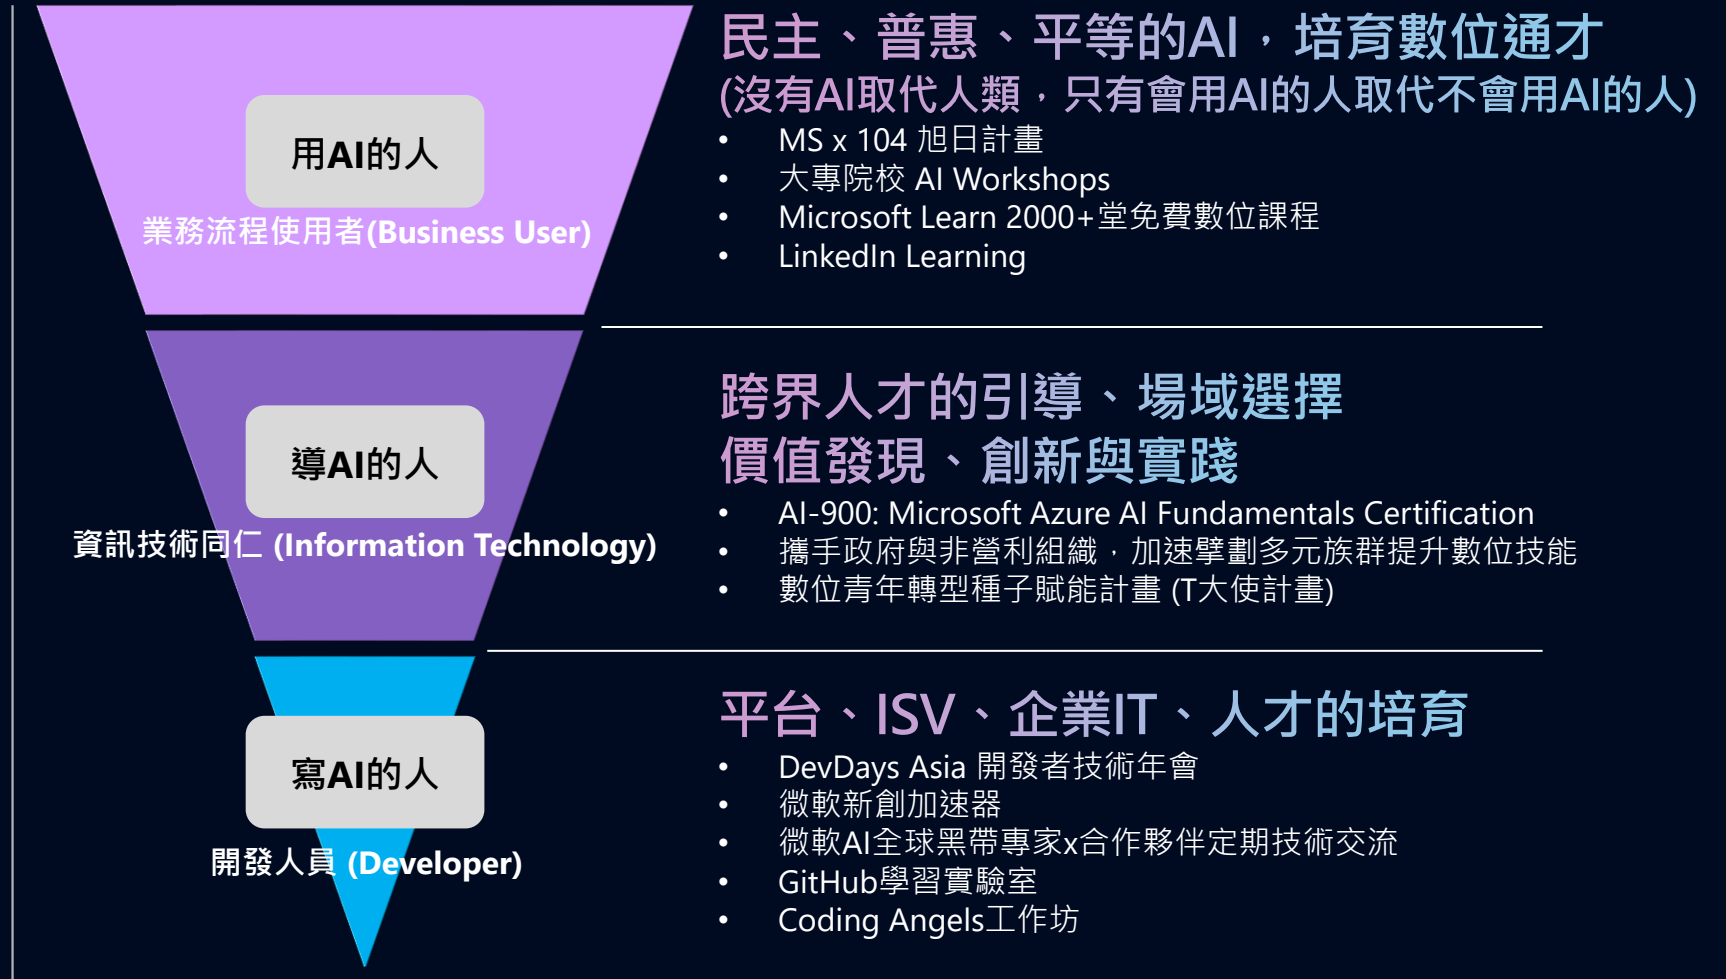 民主、普惠、平等的AI，培育數位通才
(沒有AI取代人類，只有會用AI的人取代不會用AI的人)
• MS x 104 旭日計畫
• 大專院校 AI Workshops
• Microsoft Learn 2000+堂免費數位課程
• LinkedIn Learning
用AI的人
業務流程使用者(Business User)
跨界人才的引導、場域選擇
價值發現、創新與實踐
• AI-900: Microsoft Azure AI Fundamentals Certification
• 攜手政府與非營利組織，加速擘劃多元族群提升數位技能
• 數位青年轉型種子賦能計畫 (T大使計畫)
導AI的人
資訊技術同仁 (Information Technology)
平台、ISV、企業IT、人才的培育
• DevDays Asia 開發者技術年會
• 微軟新創加速器
• 微軟AI全球黑帶專家x合作夥伴定期技術交流
• GitHub學習實驗室
• Coding Angels工作坊
寫AI的人
開發人員 (Developer)